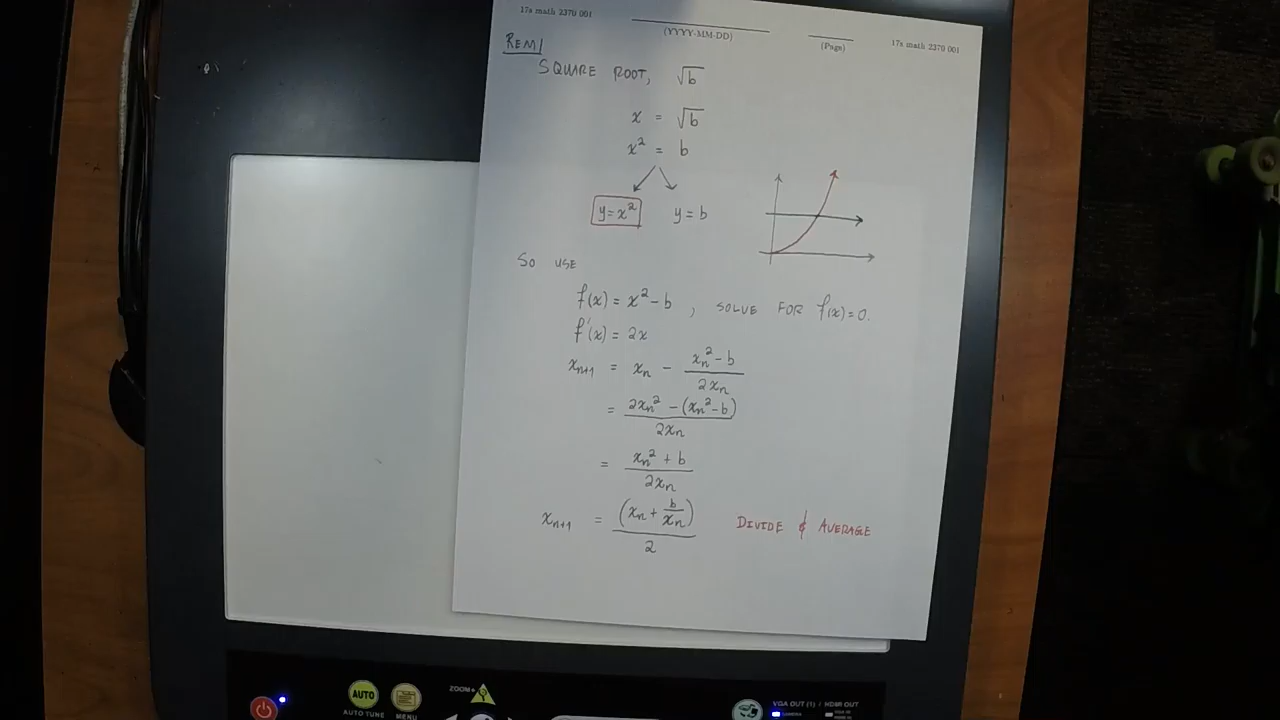 17s math 2370 001
(YYYY-MM-DD)
(Page)
17s math 2370 001
REM/
SQUARE ROOT, √b
x = √b
x² = b
y = x² y = b
SO USE
f(x) = x² - b , SOLVE FOR f(x) = 0.
f'(x) = 2x
xₙ₊₁ = xₙ - (xₙ² - b)/(2xₙ)
= (2xₙ² - (xₙ² - b))/(2xₙ)
= (xₙ² + b)/(2xₙ)
xₙ₊₁ = (xₙ + b/xₙ)/2 DIVIDE & AVERAGE
AUTO
AUTO TUNE
MENU
ZOOM+
VGA OUT (1) / HDMI OUT